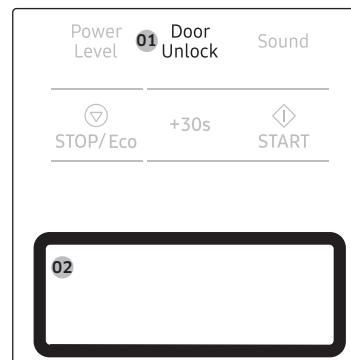 Power Level
01 Door Unlock
Sound
STOP/Eco
+30s
START
02